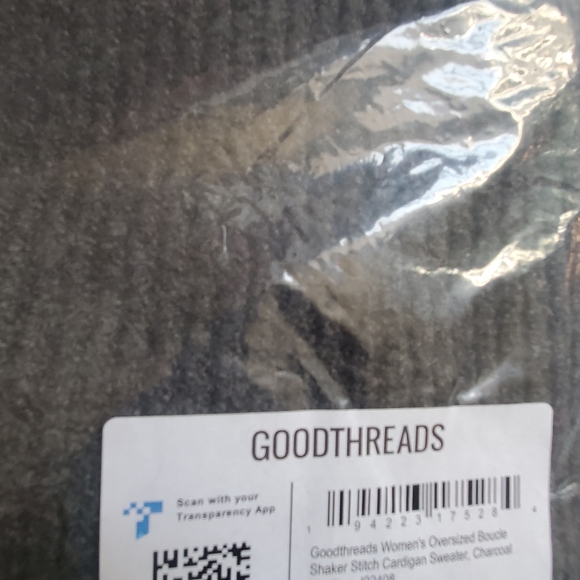 GOODTHREADS
Scan with your
Transparency App
1 94223 17528 4
Goodthreads Women's Oversized Boucle
Shaker Stitch Cardigan Sweater, Charcoal